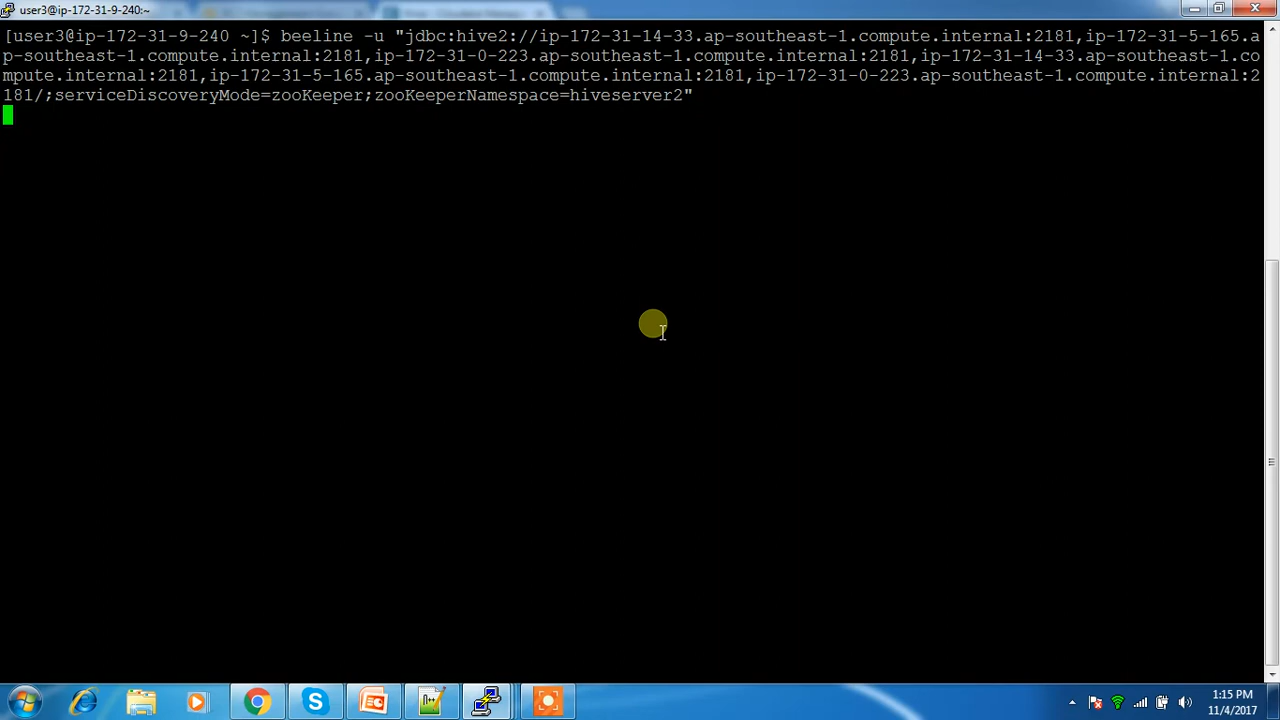 user3@ip-172-31-9-240:~
[user3@ip-172-31-9-240 ~]$ beeline -u "jdbc:hive2://ip-172-31-14-33.ap-southeast-1.compute.internal:2181,ip-172-31-5-165.a
p-southeast-1.compute.internal:2181,ip-172-31-0-223.ap-southeast-1.compute.internal:2181,ip-172-31-14-33.ap-southeast-1.co
mpute.internal:2181,ip-172-31-5-165.ap-southeast-1.compute.internal:2181,ip-172-31-0-223.ap-southeast-1.compute.internal:2
181/;serviceDiscoveryMode=zooKeeper;zooKeeperNamespace=hiveserver2"
1:15 PM
11/4/2017